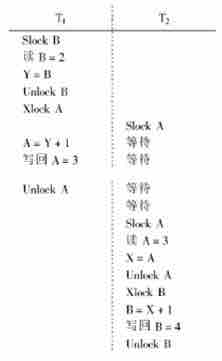 T₁ T₂
Slock B
读 B = 2
Y = B
Unlock B
Xlock A
Slock A
A = Y + 1 等待
写回 A = 3 等待
Unlock A 等待
等待
Slock A
读 A = 3
X = A
Unlock A
Xlock B
B = X + 1
写回 B = 4
Unlock B